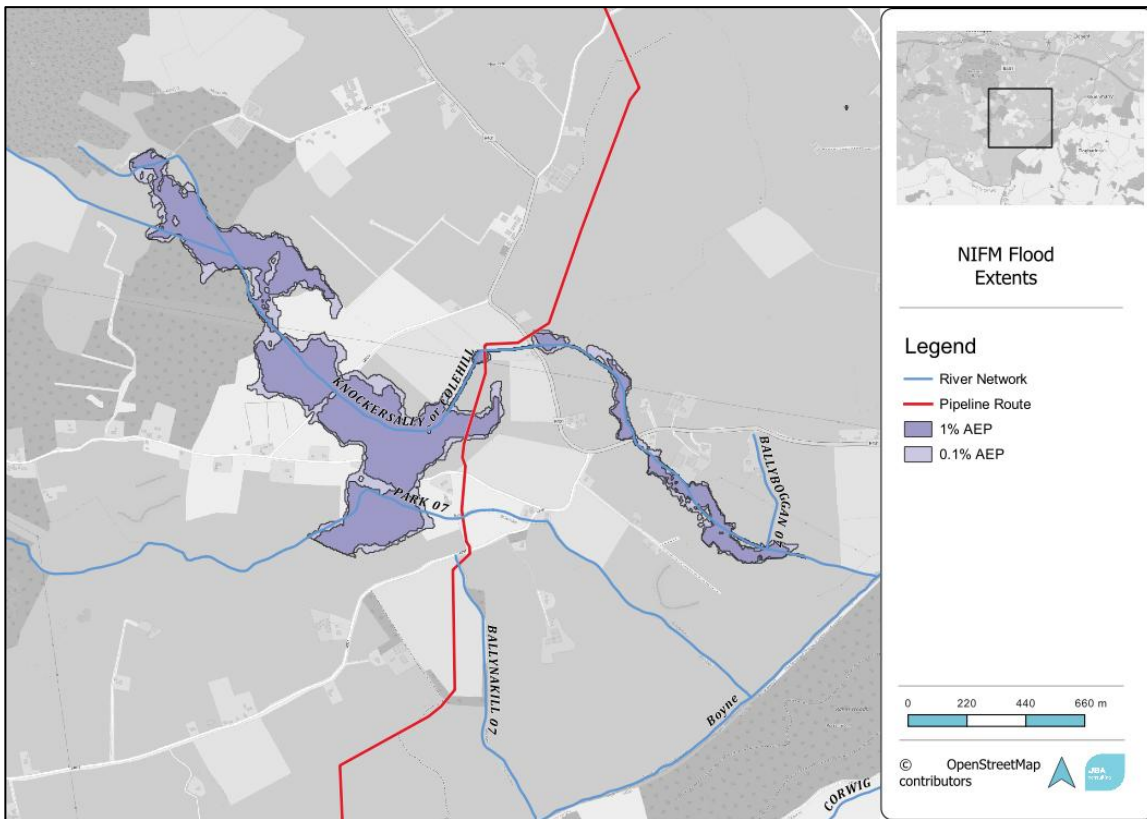 KNOCKERSALLY or COLEHILL
PARK 07
BALLYBOGGAN 07
BALLYNAKILL 07
Boyne
CORWIG
NIFM Flood
Extents
Legend
River Network
Pipeline Route
1% AEP
0.1% AEP
0 220 440 660 m
© OpenStreetMap
contributors
JBA